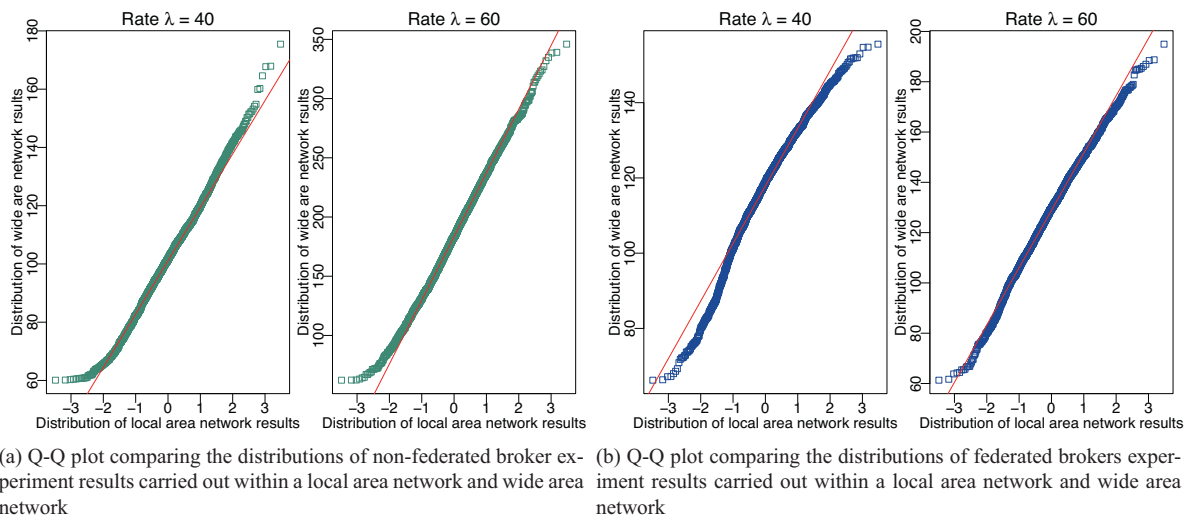 Rate λ = 40
Distribution of wide are network rsults
60 80 100 120 140 160 180
−3 −2 −1 0 1 2 3
Distribution of local area network results
Rate λ = 60
Distribution of wide are network rsults
100 150 200 250 300 350
−3 −2 −1 0 1 2 3
Distribution of local area network results
(a) Q-Q plot comparing the distributions of non-federated broker ex-
periment results carried out within a local area network and wide area
network
Rate λ = 40
Distribution of wide are network rsults
80 100 120 140
−3 −2 −1 0 1 2 3
Distribution of local area network results
Rate λ = 60
Distribution of wide are network rsults
60 80 100 120 140 160 180 200
−3 −2 −1 0 1 2 3
Distribution of local area network results
(b) Q-Q plot comparing the distributions of federated brokers exper-
iment results carried out within a local area network and wide area
network